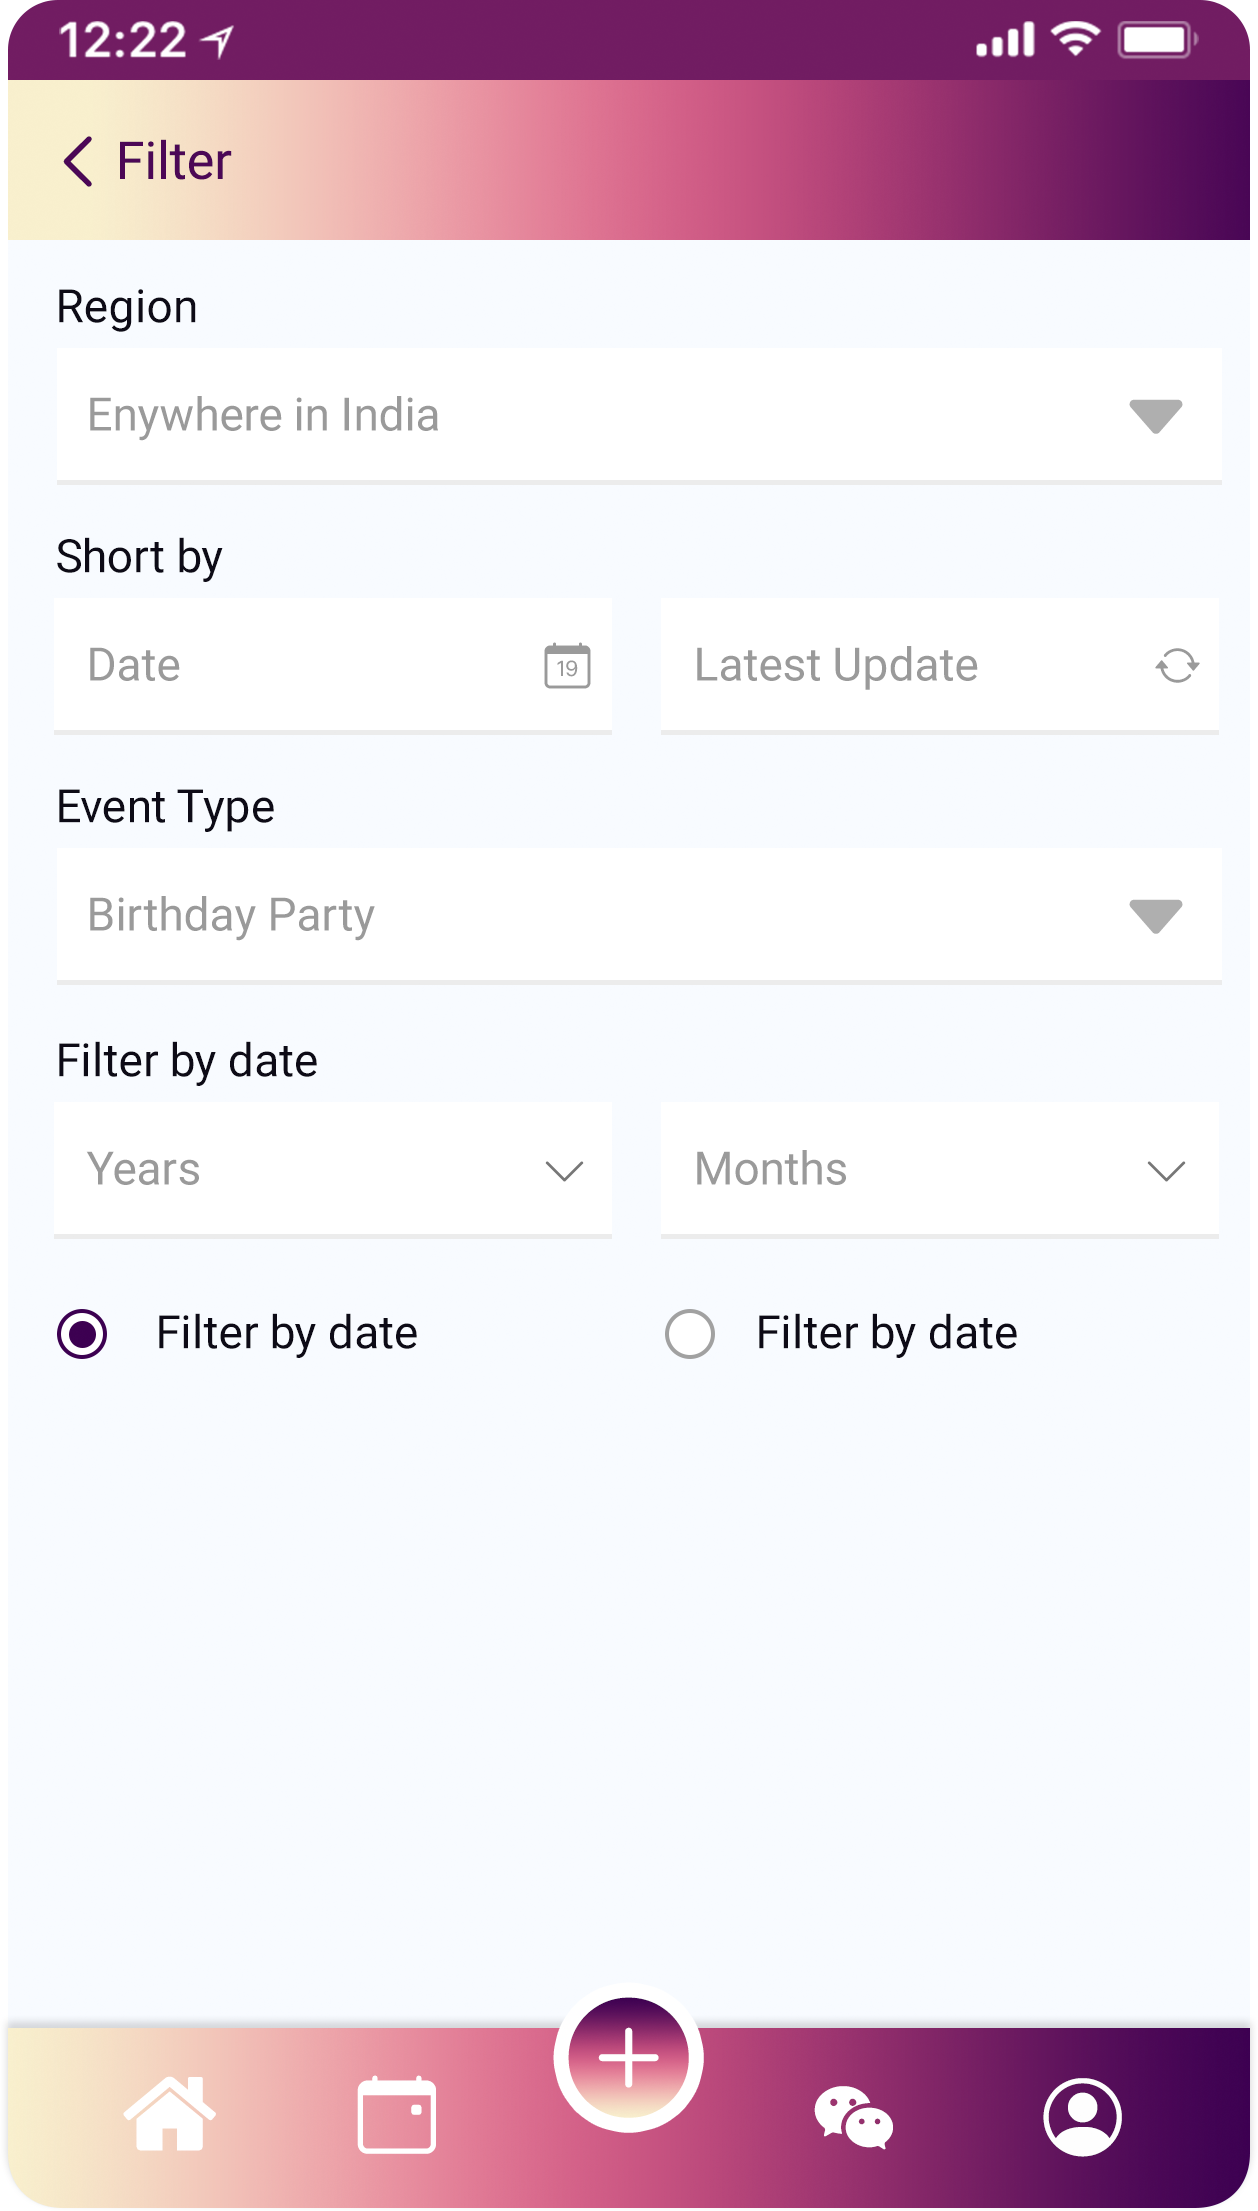 12:22
Filter
Region
Enywhere in India
Short by
Date 19 Latest Update
Event Type
Birthday Party
Filter by date
Years Months
Filter by date Filter by date